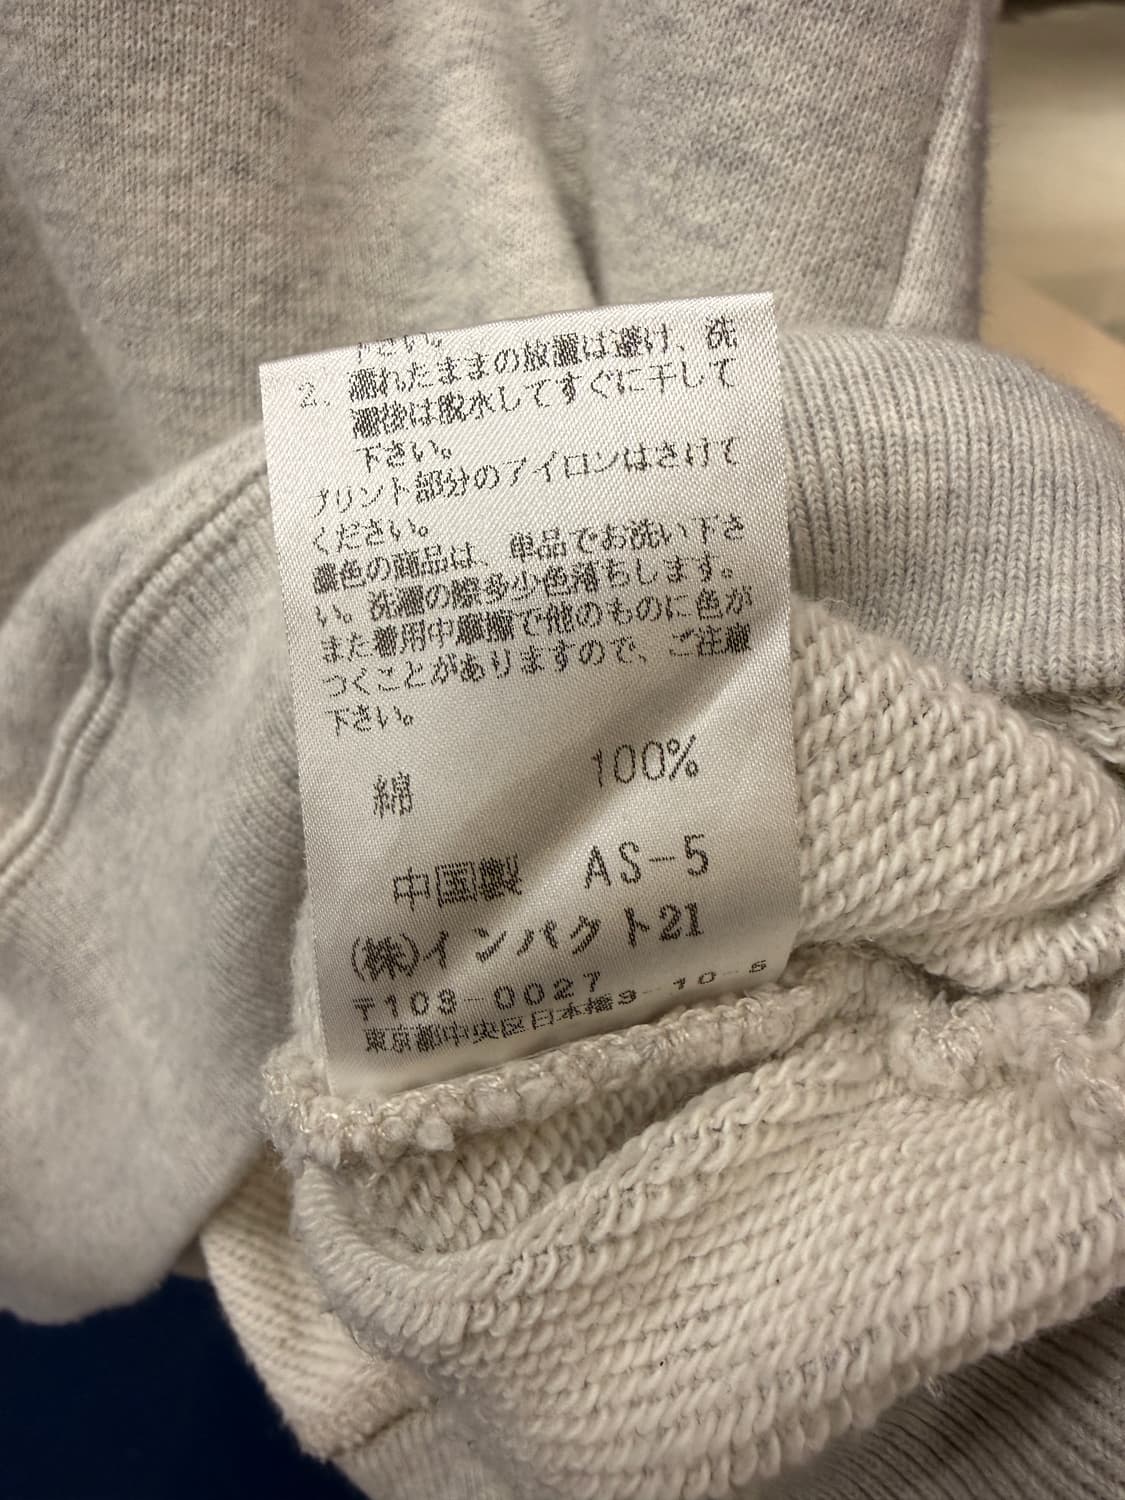 下さい。
2. 濡れたままの放置は避け、洗
濯後は脱水してすぐに干して
下さい。
プリント部分のアイロンはさけて
ください。
濃色の商品は、単品でお洗い下さ
い。洗濯の際多少色落ちします。
また着用中摩擦で他のものに色が
つくことがありますので、ご注意
下さい。
綿 100%
中国製 AS-5
(株)インパクト21
〒103-0027
東京都中央区日本橋3-10-5